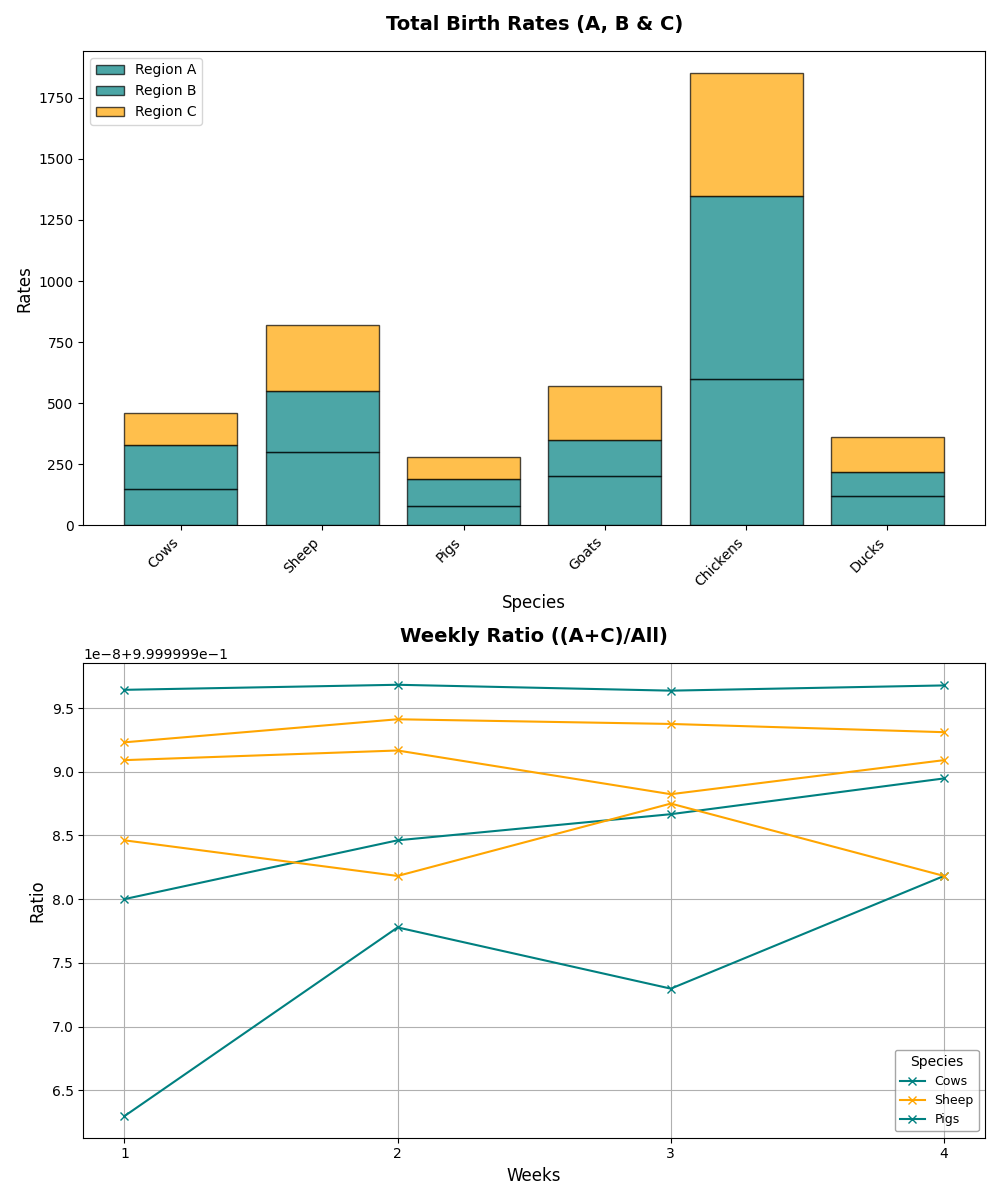 Total Birth Rates (A, B & C)
Region A
Region B
Region C
Rates
1750
1500
1250
1000
750
500
250
0
Cows
Sheep
Pigs
Goats
Chickens
Ducks
Species
Weekly Ratio ((A+C)/All)
1e−8+9.999999e−1
Ratio
9.5
9.0
8.5
8.0
7.5
7.0
6.5
Species
Cows
Sheep
Pigs
1
2
3
4
Weeks